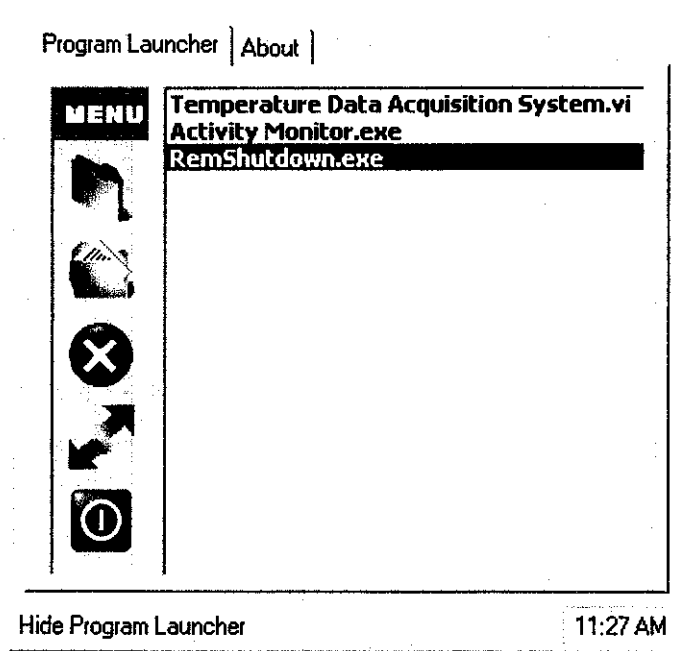 Program Launcher About
MENU
Temperature Data Acquisition System.vi
Activity Monitor.exe
RemShutdown.exe
Hide Program Launcher
11:27 AM